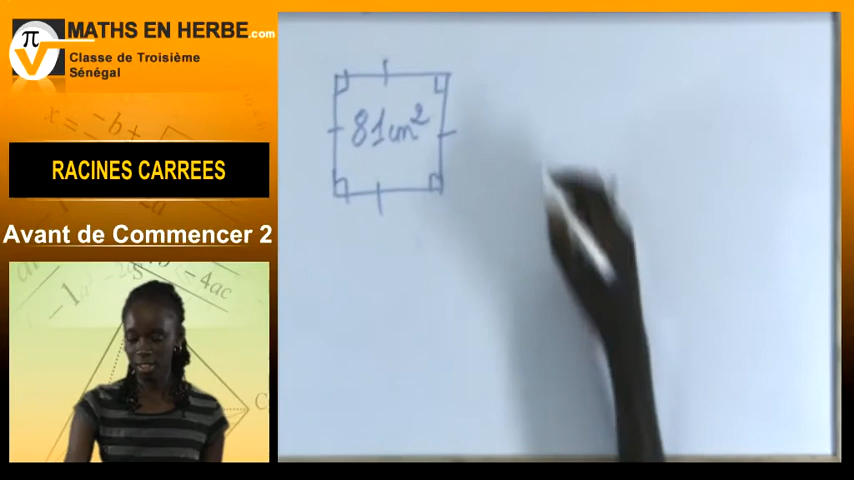 π
MATHS EN HERBE.com
Classe de Troisième
Sénégal
RACINES CARREES
Avant de Commencer 2
81cm²